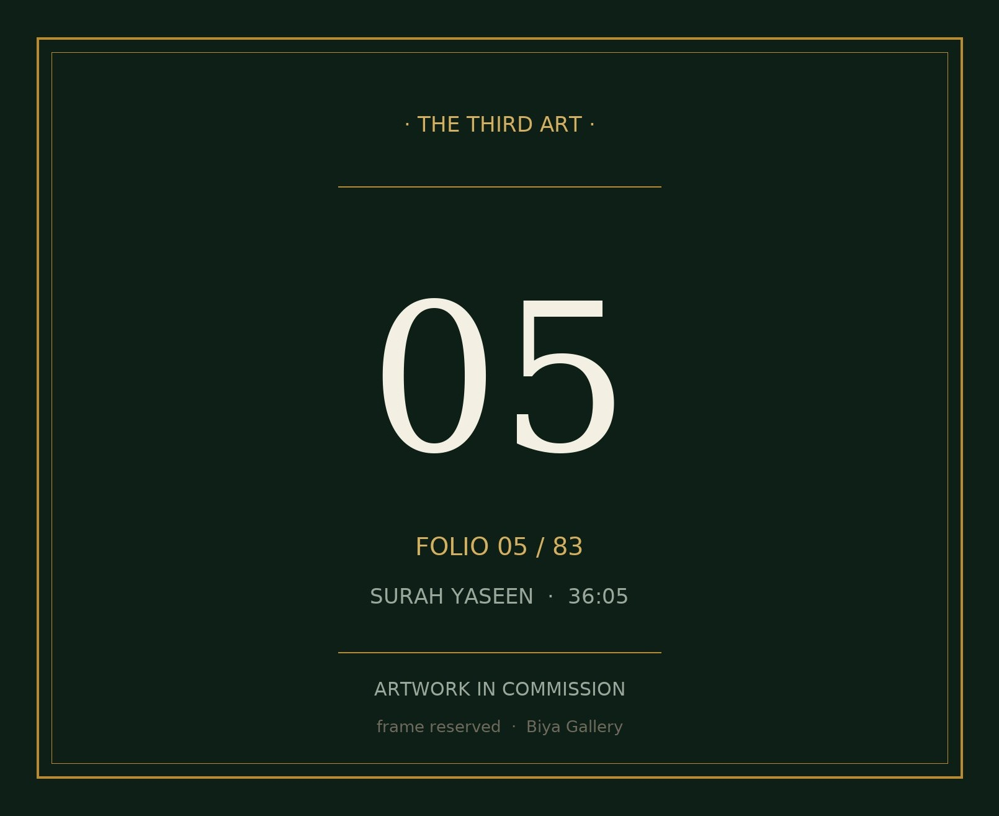 · THE THIRD ART ·
05
FOLIO 05 / 83
SURAH YASEEN · 36:05
ARTWORK IN COMMISSION
frame reserved · Biya Gallery